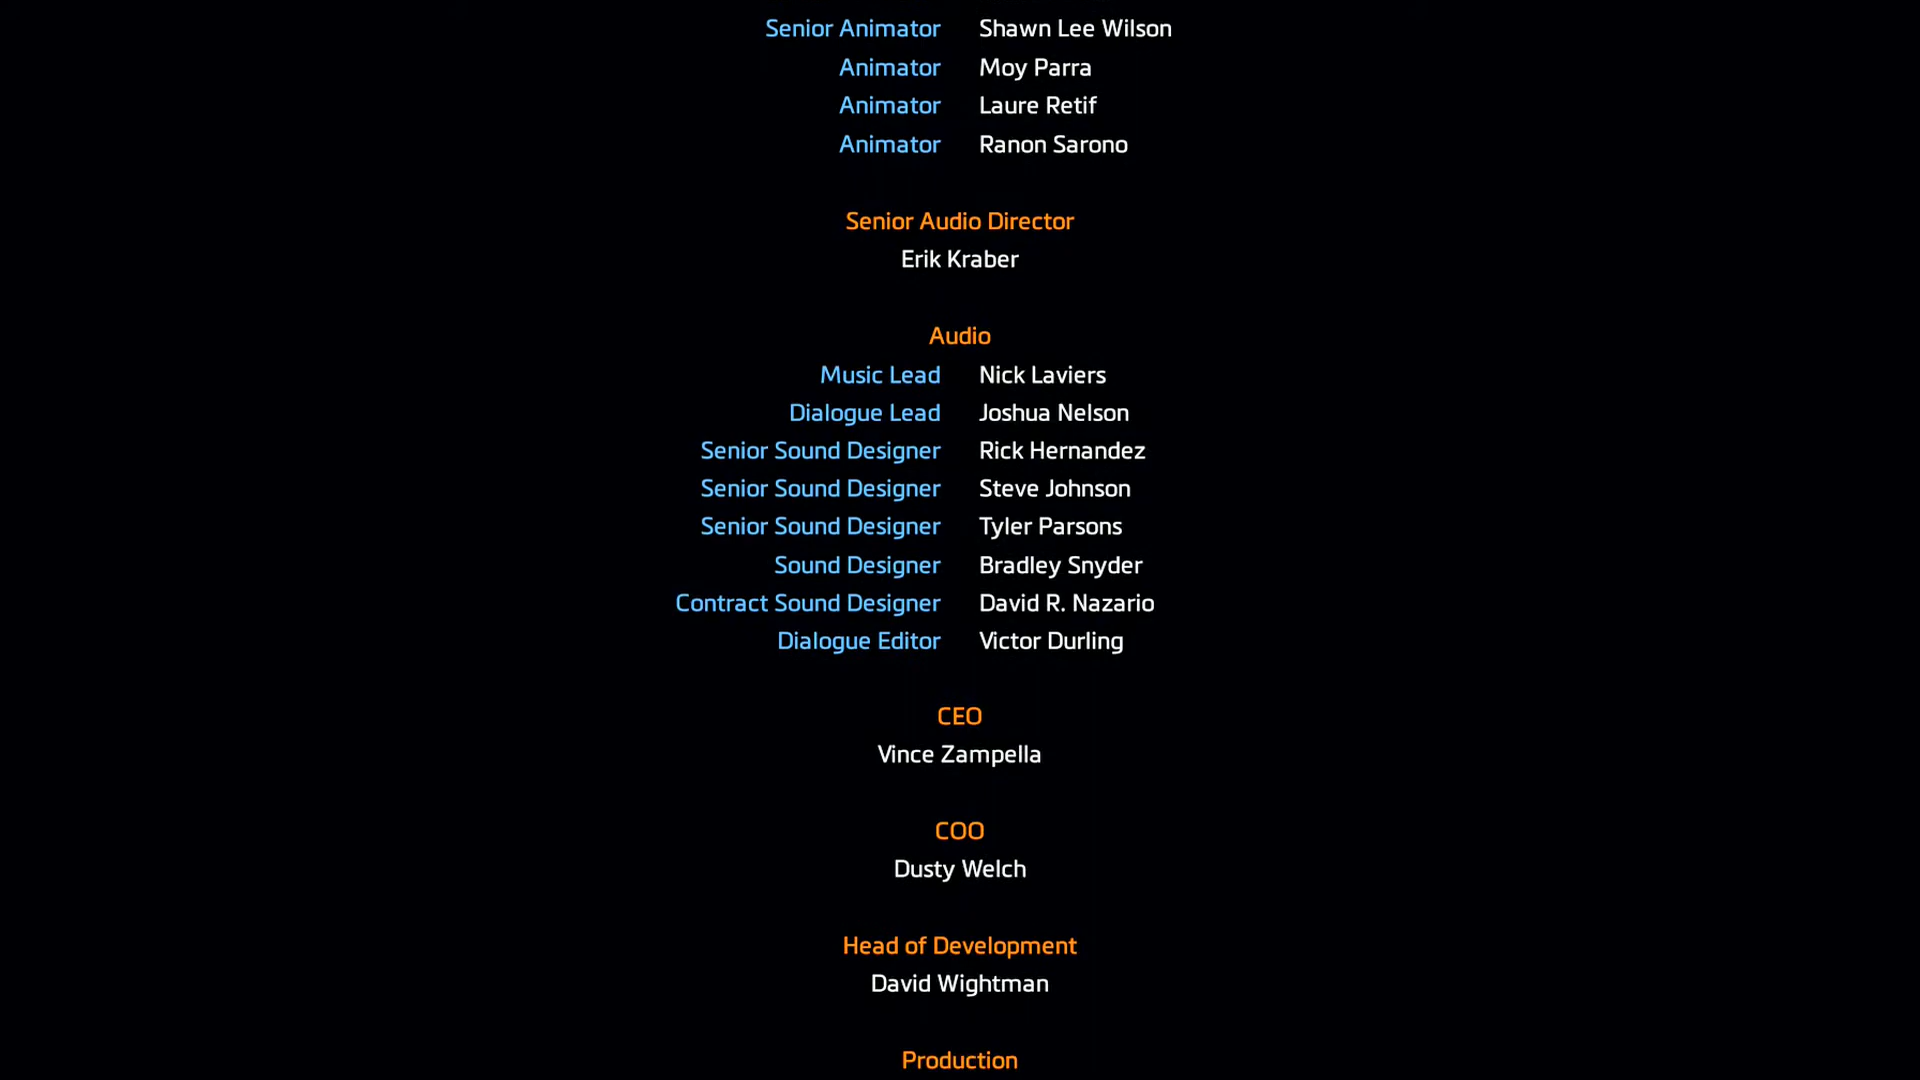 Senior Animator Shawn Lee Wilson
Animator Moy Parra
Animator Laure Retif
Animator Ranon Sarono
Senior Audio Director
Erik Kraber
Audio
Music Lead Nick Laviers
Dialogue Lead Joshua Nelson
Senior Sound Designer Rick Hernandez
Senior Sound Designer Steve Johnson
Senior Sound Designer Tyler Parsons
Sound Designer Bradley Snyder
Contract Sound Designer David R. Nazario
Dialogue Editor Victor Durling
CEO
Vince Zampella
COO
Dusty Welch
Head of Development
David Wightman
Production